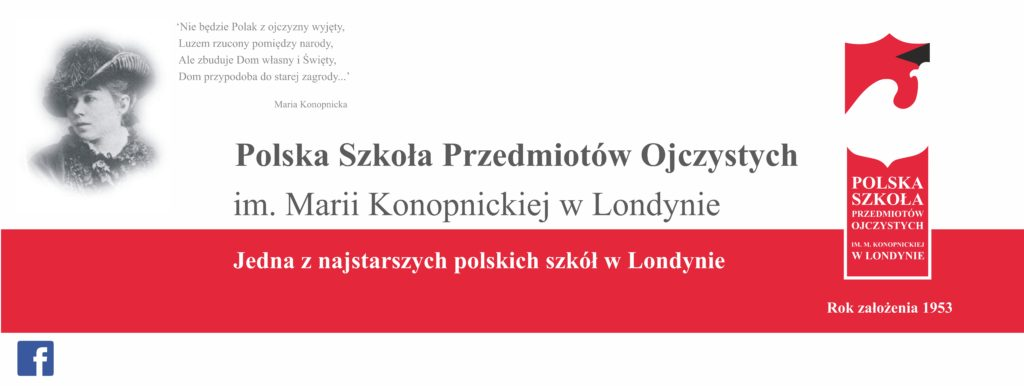 ‘Nie będzie Polak z ojczyzny wyjęty,
Luzem rzucony pomiędzy narody,
Ale zbuduje Dom własny i Święty,
Dom przypodoba do starej zagrody...’
Maria Konopnicka
Polska Szkoła Przedmiotów Ojczystych
im. Marii Konopnickiej w Londynie
Jedna z najstarszych polskich szkół w Londynie
POLSKA
SZKOŁA
PRZEDMIOTÓW
OJCZYSTYCH
IM. M. KONOPNICKIEJ
W LONDYNIE
Rok założenia 1953
f